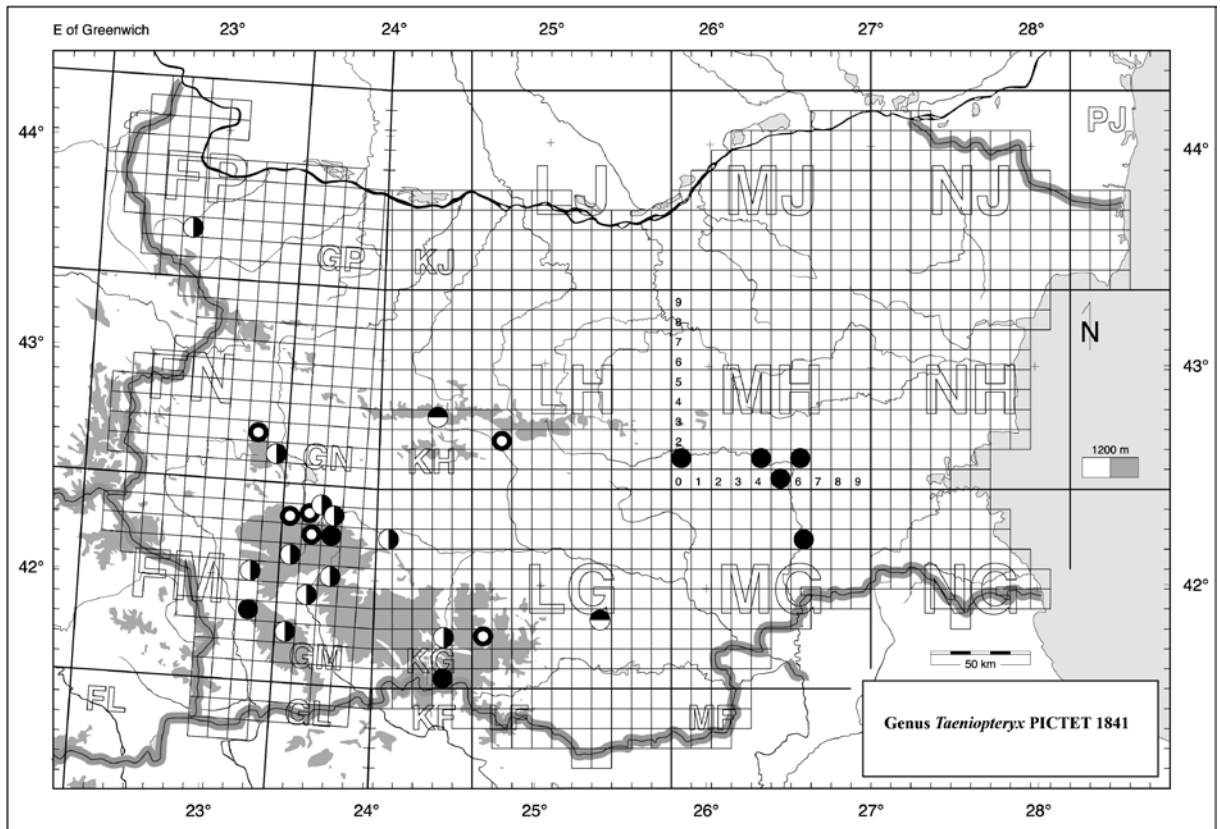 E of Greenwich 23° 24° 25° 26° 27° 28°
44° 44°
PJ
FP LJ MJ NJ
GP KJ
9
8
7
43° 6 N 43°
FN 5 LH MH NH
4
3
2 1200 m
GN KH
0 1 2 3 4 6 7 8 9
42° 42°
FM LG MG NG
GM KG
50 km
FL GL KF LF MF
Genus Taeniopteryx PICTET 1841
23° 24° 25° 26° 27° 28°